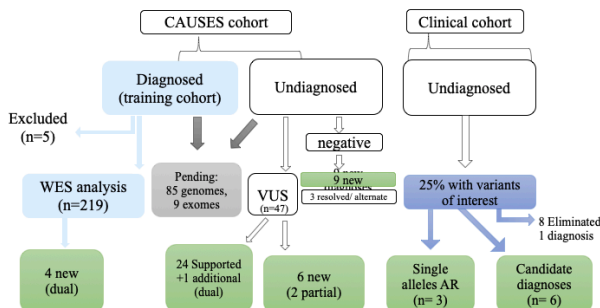 CAUSES cohort
Clinical cohort
Diagnosed
(training cohort)
Undiagnosed
Undiagnosed
Excluded
(n=5)
negative
Pending:
85 genomes,
9 exomes
9 new
3 resolved/ alternate
WES analysis
(n=219)
VUS
(n=47)
25% with variants
of interest
8 Eliminated
1 diagnosis
4 new
(dual)
24 Supported
+1 additional
(dual)
6 new
(2 partial)
Single
alleles AR
(n= 3)
Candidate
diagnoses
(n= 6)